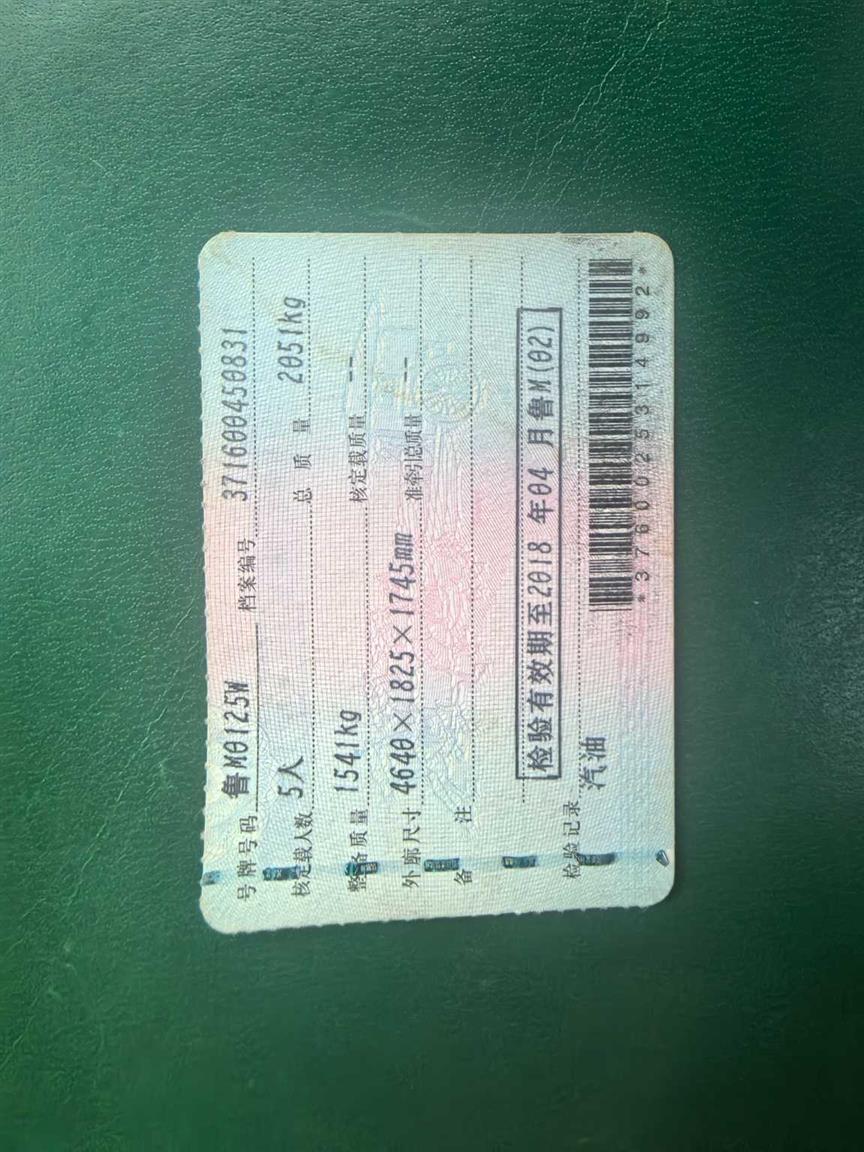 号牌号码 鲁M0125W 档案编号 371600450831
核定载人数 5人 总质量 2051kg
整备质量 1541kg 核定载质量 --
外廓尺寸 4640×1825×1745mm 准牵引总质量 --
备注
检验有效期至2018年04月鲁M(02)
检验记录 汽油
*3760025314992*